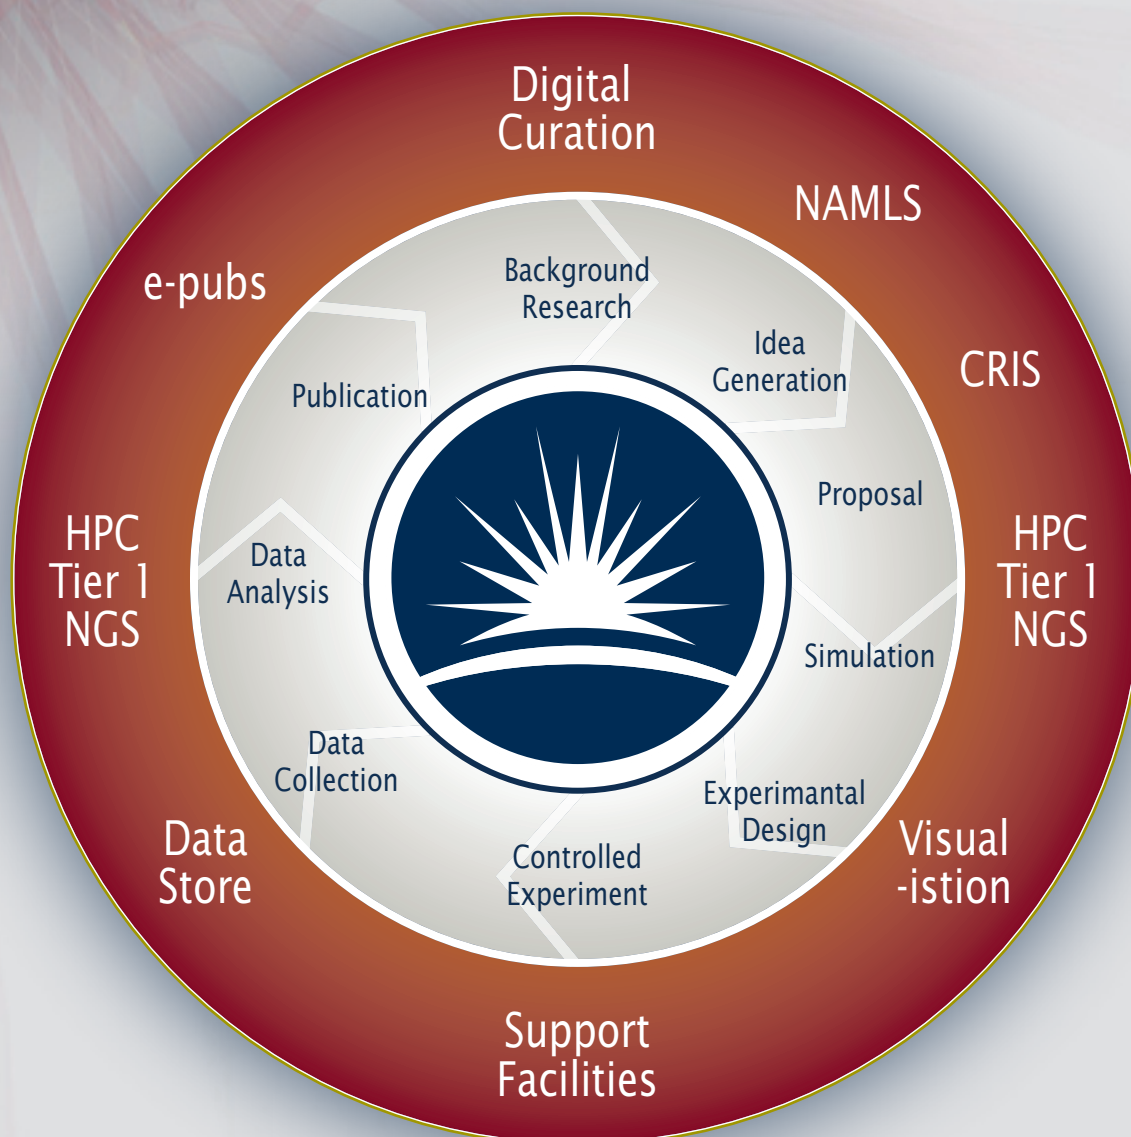 Digital
Curation
NAMLS
CRIS
HPC
Tier 1
NGS
Visual
-istion
Support
Facilities
Data
Store
HPC
Tier 1
NGS
e-pubs
Background
Research
Idea
Generation
Proposal
Simulation
Experimantal
Design
Controlled
Experiment
Data
Collection
Data
Analysis
Publication